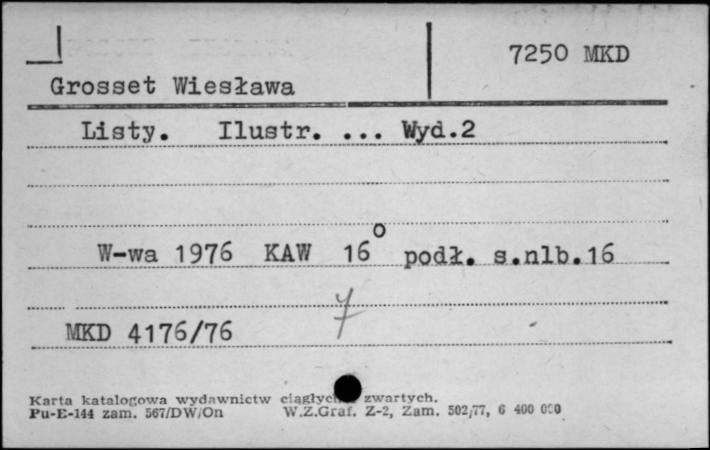 7250 MKD
Grosset Wiesława
Listy. Ilustr. ... Wyd.2
W-wa 1976 KAW 16° podł. s.nlb.16
7
MKD 4176/76
Karta katalogowa wydawnictw zwartych.
Pu-E-144 zam. 567/DW/On W.Z.Graf. Z-2, Zam. 502/77, 6 400 000